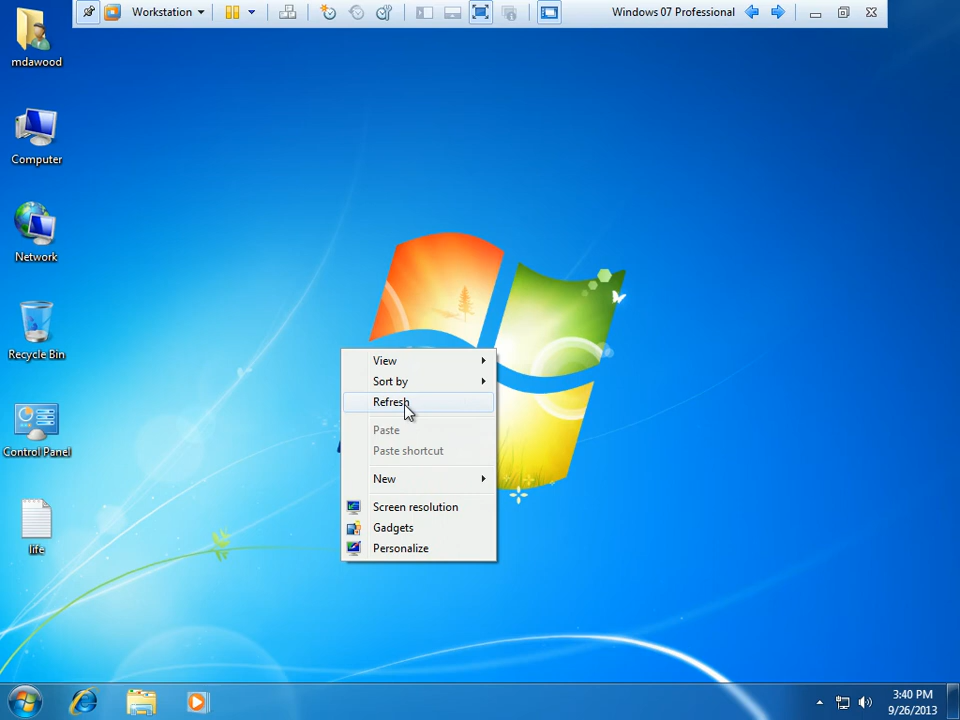 Workstation
Windows 07 Professional
mdawood
Computer
Network
Recycle Bin
Control Panel
life
View
Sort by
Refresh
Paste
Paste shortcut
New
Screen resolution
Gadgets
Personalize
3:40 PM
9/26/2013